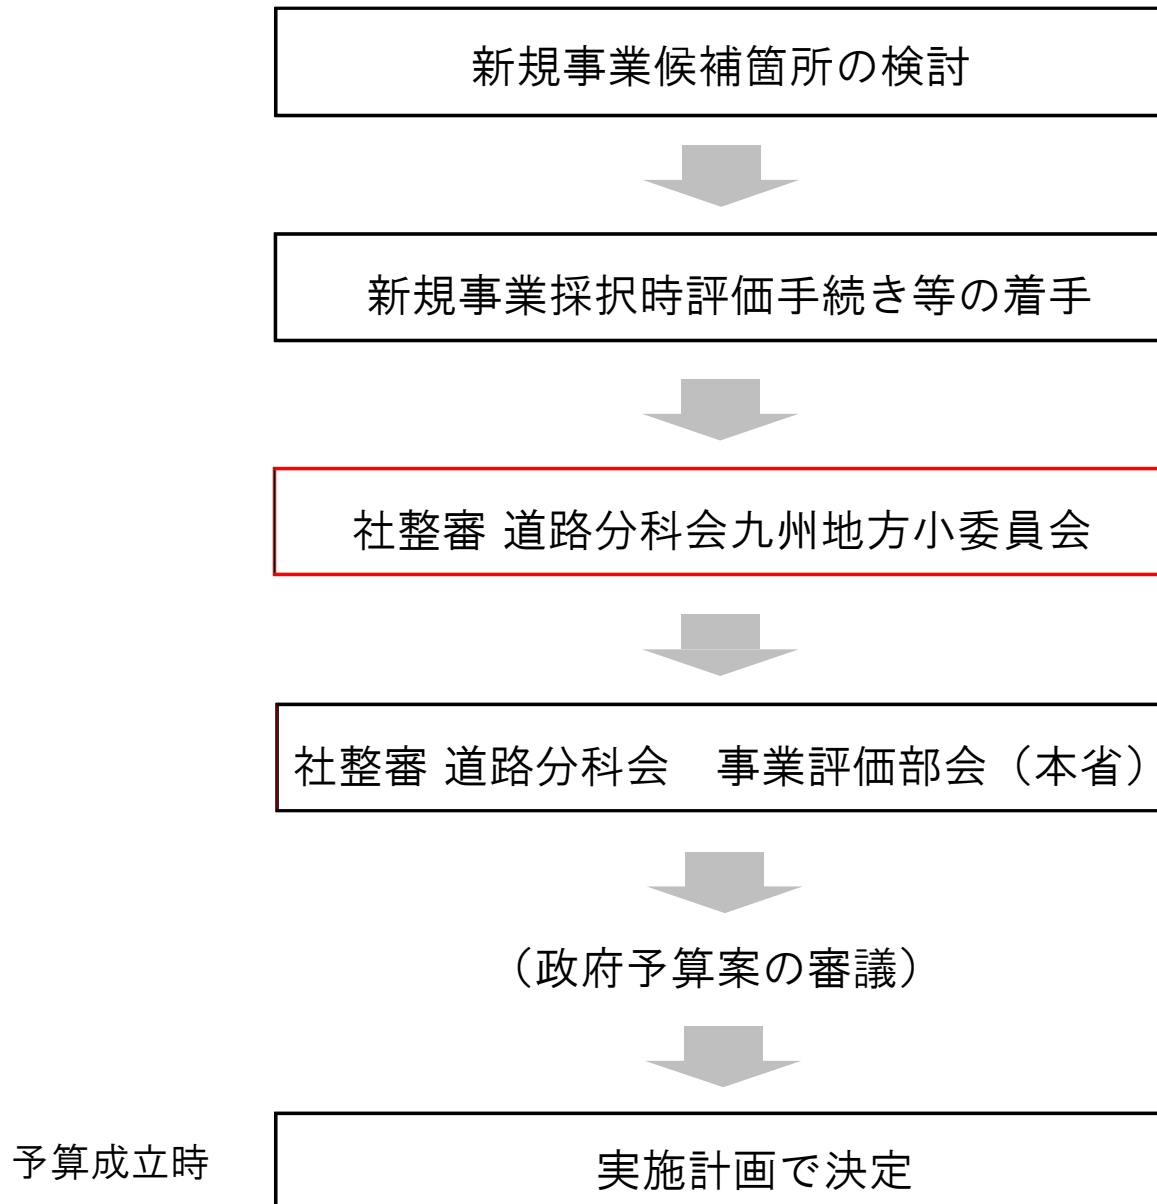 新規事業候補箇所の検討
新規事業採択時評価手続き等の着手
社整審 道路分科会九州地方小委員会
社整審 道路分科会　事業評価部会（本省）
（政府予算案の審議）
予算成立時
実施計画で決定